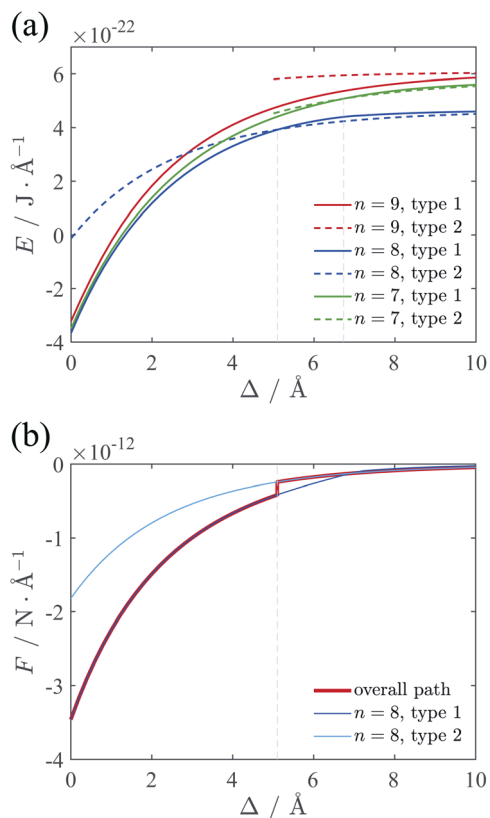 (a)
×10⁻²²
6
4
2
0
-2
-4
E / J · Å⁻¹
n = 9, type 1
n = 9, type 2
n = 8, type 1
n = 8, type 2
n = 7, type 1
n = 7, type 2
0 2 4 6 8 10
Δ / Å
(b)
×10⁻¹²
0
-1
-2
-3
-4
F / N · Å⁻¹
overall path
n = 8, type 1
n = 8, type 2
0 2 4 6 8 10
Δ / Å